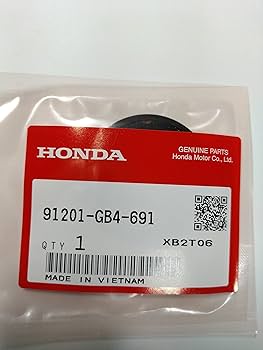 HONDA
GENUINE PARTS
Honda Motor Co., Ltd.
91201-GB4-691
QTY 1 XB2T06
MADE IN VIETNAM